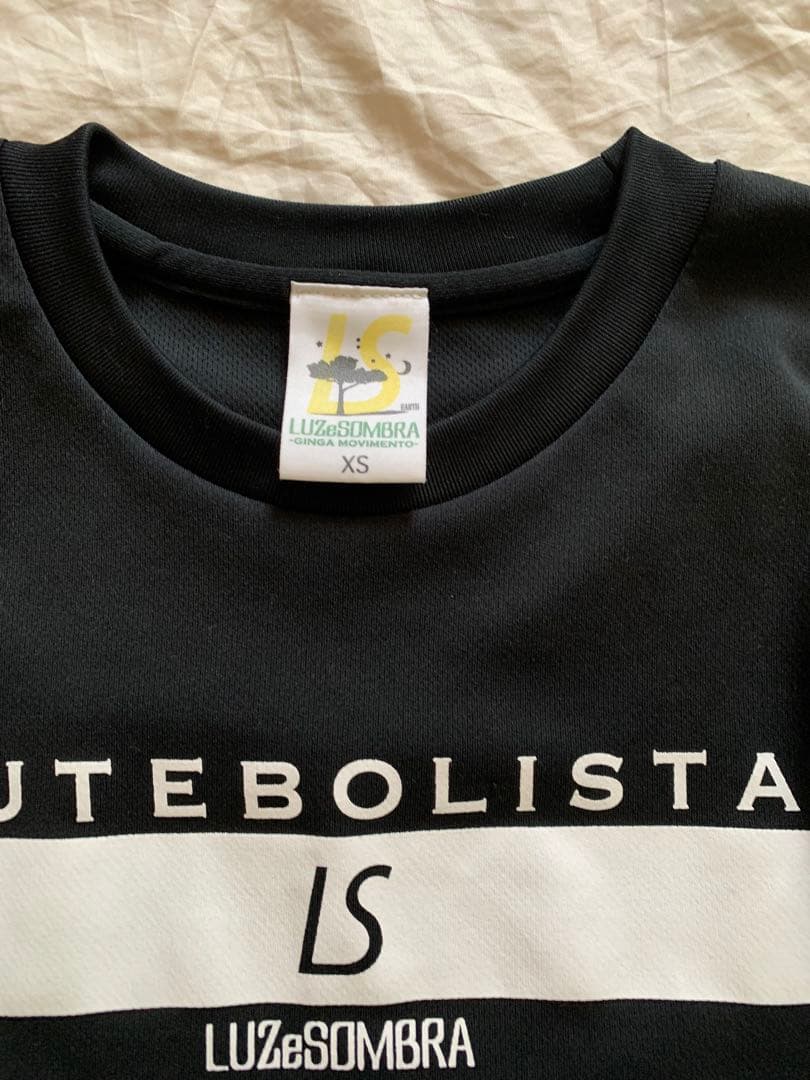 LS
EARTH
LUZeSOMBRA
-GINGA MOVIMENTO-
XS
UTEBOLISTA
LS
LUZeSOMBRA